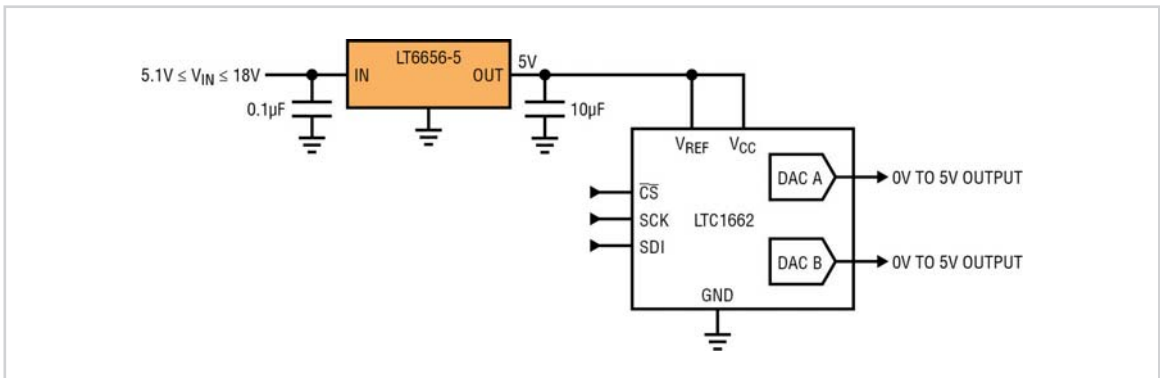 5.1V ≤ VIN ≤ 18V
IN
LT6656-5
OUT
5V
0.1µF
10µF
VREF
VCC
DAC A
0V TO 5V OUTPUT
CS
SCK
LTC1662
SDI
DAC B
0V TO 5V OUTPUT
GND